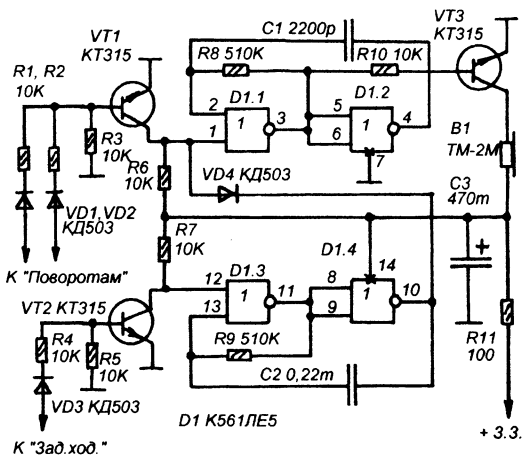 VT1
КТ315
C1 2200p
VT3
КТ315
R1, R2
10K
R8 510K
R10 10K
D1.1
D1.2
2
1
1
3
5
6
1
4
7
R3
10K
R6
10K
VD4 КД503
B1
ТМ-2М
C3
470m
+
VD1, VD2
КД503
К "Поворотам"
R7
10K
D1.3
D1.4
14
VT2 КТ315
12
13
1
11
8
9
1
10
R4
10K
R5
10K
R9 510K
R11
100
C2 0,22m
VD3 КД503
D1 К561ЛЕ5
+ З.З.
К "Зад.ход."